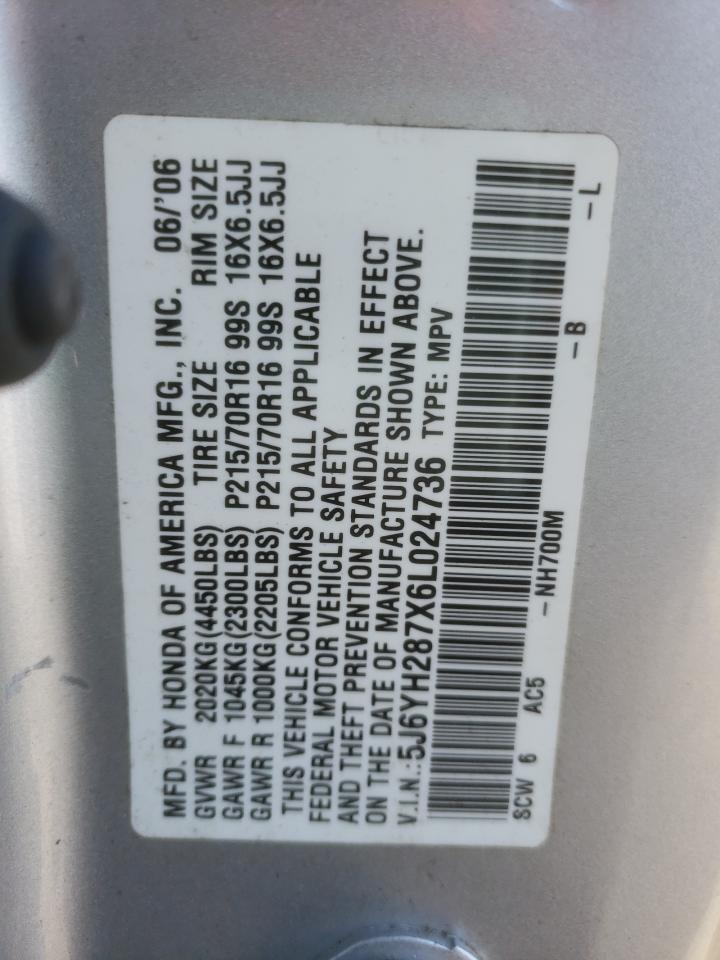 MFD. BY HONDA OF AMERICA MFG., INC. 06/'06
GVWR 2020KG(4450LBS) TIRE SIZE RIM SIZE
GAWR F 1045KG(2300LBS) P215/70R16 99S 16X6.5JJ
GAWR R 1000KG(2205LBS) P215/70R16 99S 16X6.5JJ
THIS VEHICLE CONFORMS TO ALL APPLICABLE
FEDERAL MOTOR VEHICLE SAFETY
AND THEFT PREVENTION STANDARDS IN EFFECT
ON THE DATE OF MANUFACTURE SHOWN ABOVE.
V.I.N.:5J6YH287X6L024736 TYPE: MPV
SCW 6 AC5 -NH700M -B -L